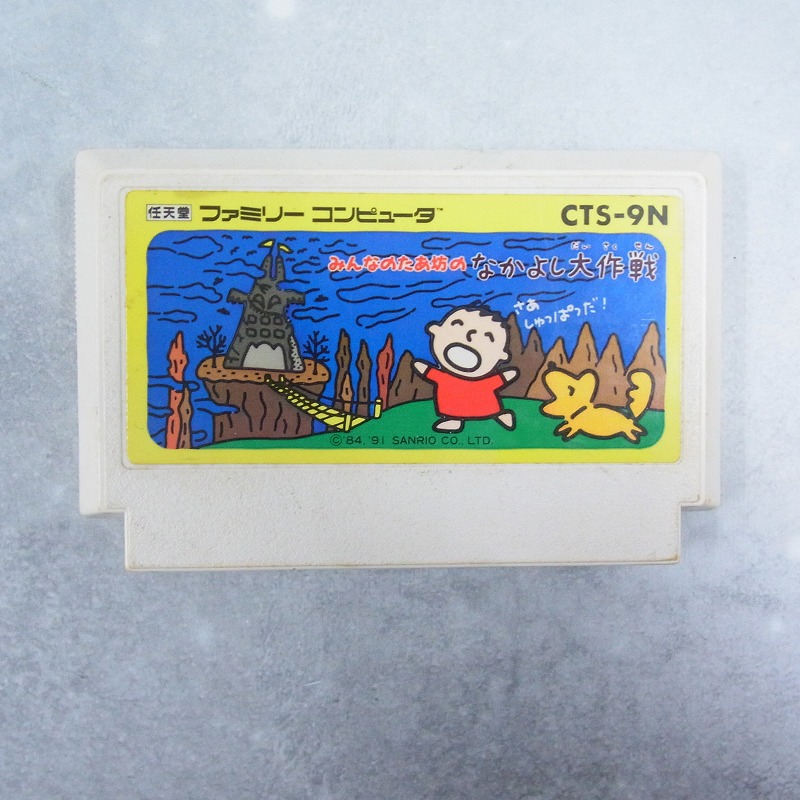 任天堂 ファミリー コンピュータ™ CTS-9N
みんなのたあ坊の なかよし大作戦
だい さく せん
さあ
しゅっぱつだ!
©'84, '91 SANRIO CO., LTD.